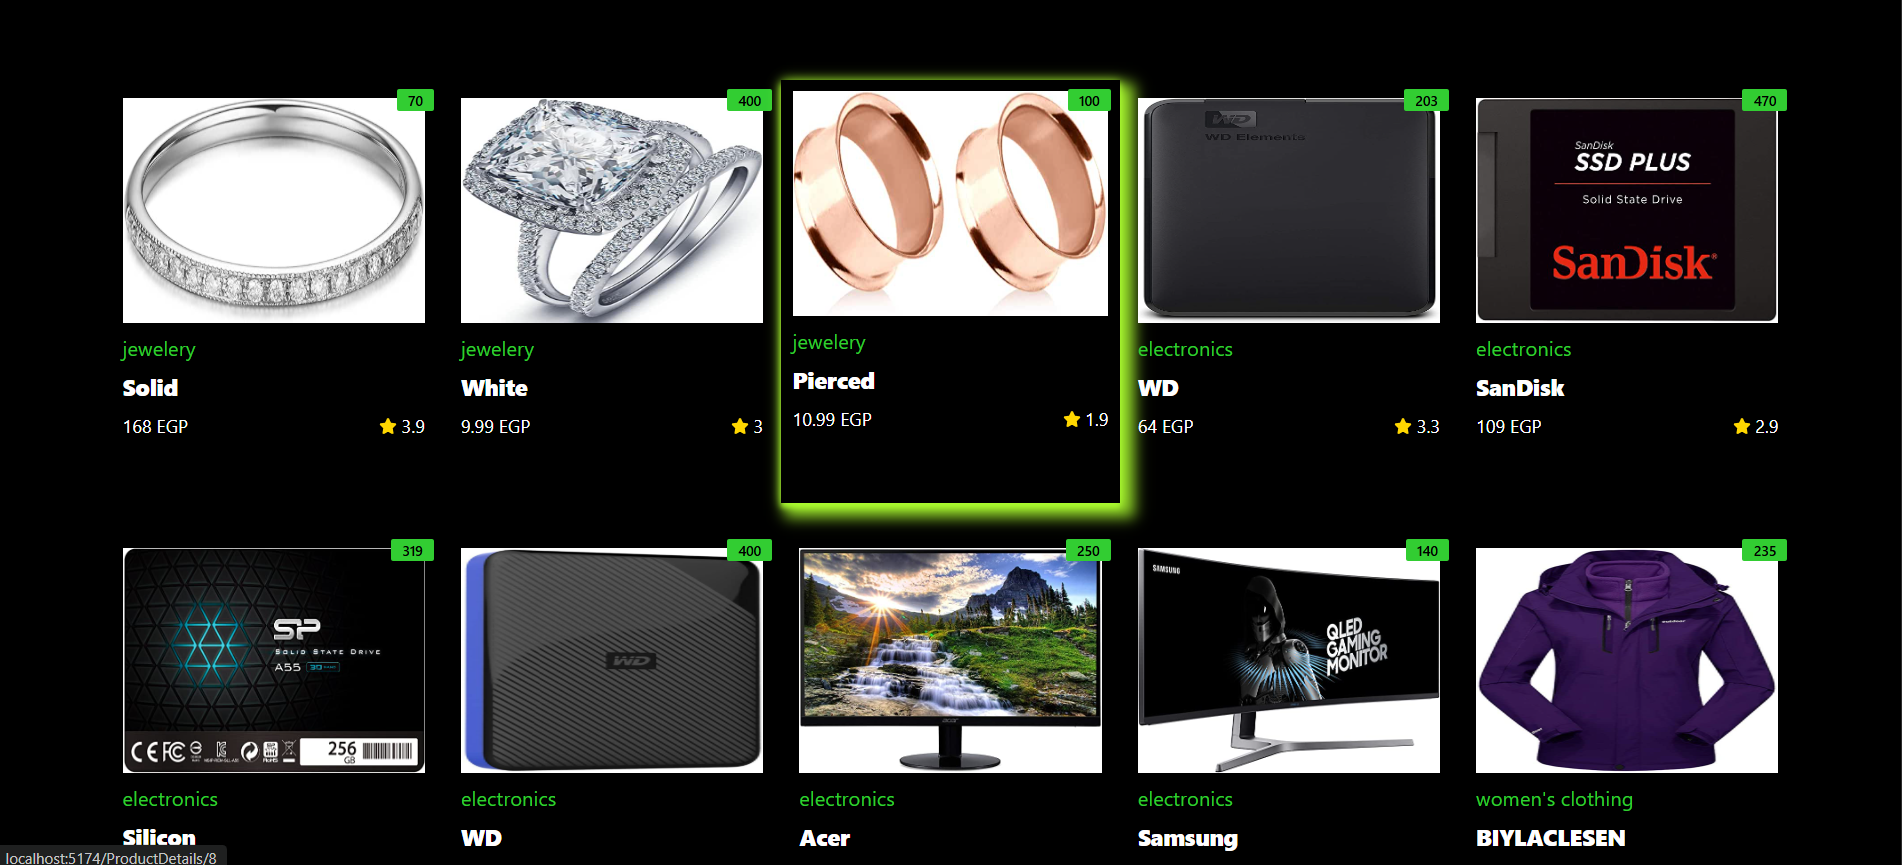 70
400
100
203
470
WD
WD Elements
SanDisk
SSD PLUS
Solid State Drive
SanDisk®
jewelery
jewelery
jewelery
electronics
electronics
Solid
White
Pierced
WD
SanDisk
168 EGP
3.9
9.99 EGP
3
10.99 EGP
1.9
64 EGP
3.3
109 EGP
2.9
319
400
250
140
235
SP
SOLID STATE DRIVE
A55
256
GB
WD
acer
SAMSUNG
QLED
GAMING
MONITOR
electronics
electronics
electronics
electronics
women's clothing
Silicon
WD
Acer
Samsung
BIYLACLESEN
localhost:5174/ProductDetails/8